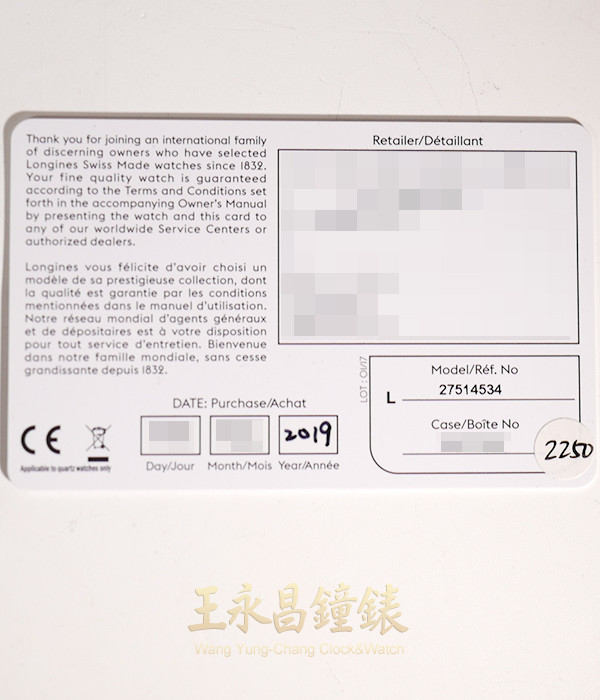 Thank you for joining an international family
of discerning owners who have selected
Longines Swiss Made watches since 1832.
Your fine quality watch is guaranteed
according to the Terms and Conditions set
forth in the accompanying Owner's Manual
by presenting the watch and this card to
any of our worldwide Service Centers or
authorized dealers.
Longines vous félicite d'avoir choisi un
modèle de sa prestigieuse collection, dont
la qualité est garantie par les conditions
mentionnées dans le manuel d'utilisation.
Notre réseau mondial d'agents généraux
et de dépositaires est à votre disposition
pour tout service d'entretien. Bienvenue
dans notre famille mondiale, sans cesse
grandissante depuis 1832.
Retailer/Détaillant
LOT : 01/17
Model/Réf. No
L 27514534
Case/Boîte No
2250
DATE: Purchase/Achat
2019
Day/Jour Month/Mois Year/Année
CE
Applicable to quartz watches only
王永昌鐘錶
Wang Yung-Chang Clock&Watch